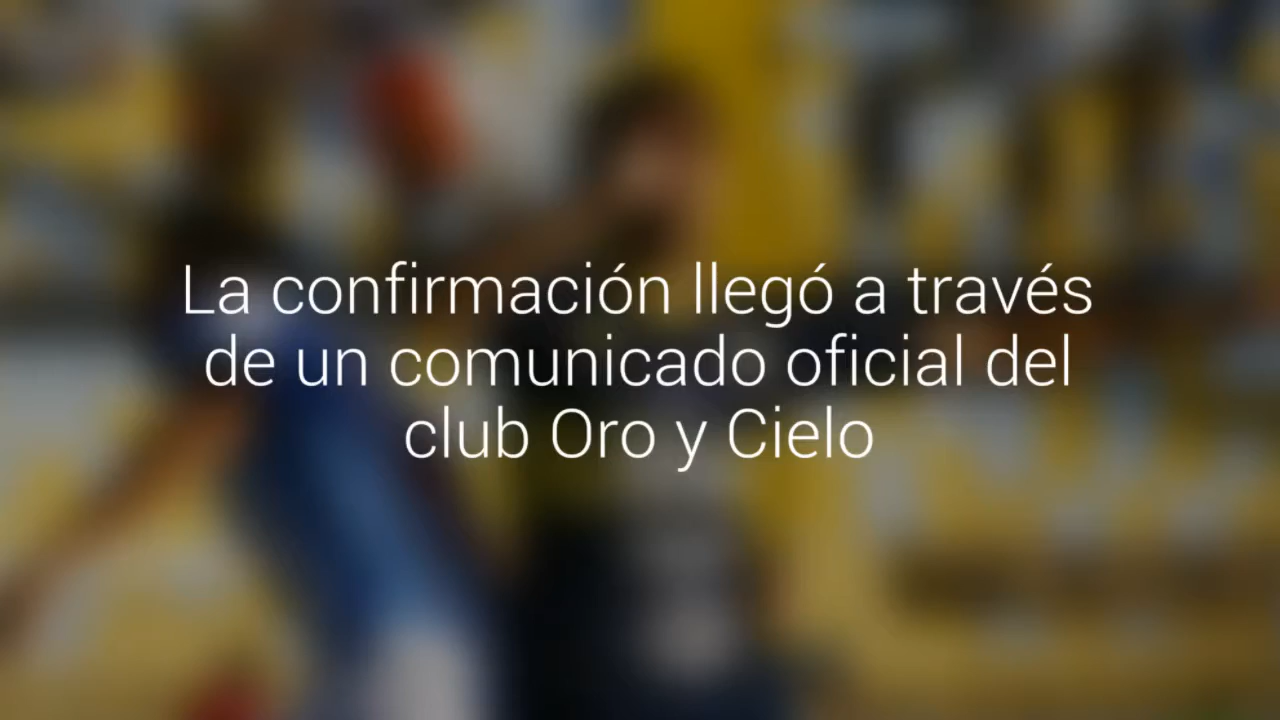 La confirmación llegó a través
de un comunicado oficial del
club Oro y Cielo